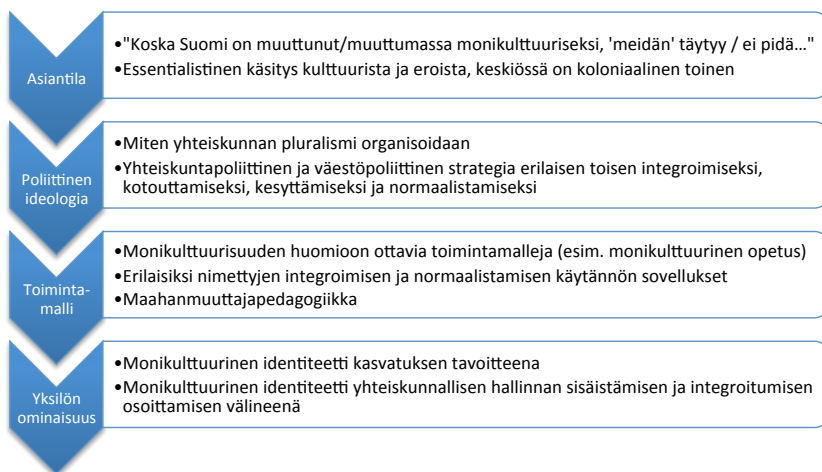 Asiantila
•"Koska Suomi on muuttunut/muuttumassa monikulttuuriseksi, 'meidän' täytyy / ei pidä…"
•Essentialistinen käsitys kulttuurista ja eroista, keskiössä on koloniaalinen toinen
Poliittinen
ideologia
•Miten yhteiskunnan pluralismi organisoidaan
•Yhteiskuntapoliittinen ja väestöpoliittinen strategia erilaisen toisen integroimiseksi,
kotouttamiseksi, kesyttämiseksi ja normaalistamiseksi
Toiminta-
malli
•Monikulttuurisuuden huomioon ottavia toimintamalleja (esim. monikulttuurinen opetus)
•Erilaisiksi nimettyjen integroimisen ja normaalistamisen käytännön sovellukset
•Maahanmuuttajapedagogiikka
Yksilön
ominaisuus
•Monikulttuurinen identiteetti kasvatuksen tavoitteena
•Monikulttuurinen identiteetti yhteiskunnallisen hallinnan sisäistämisen ja integroitumisen
osoittamisen välineenä